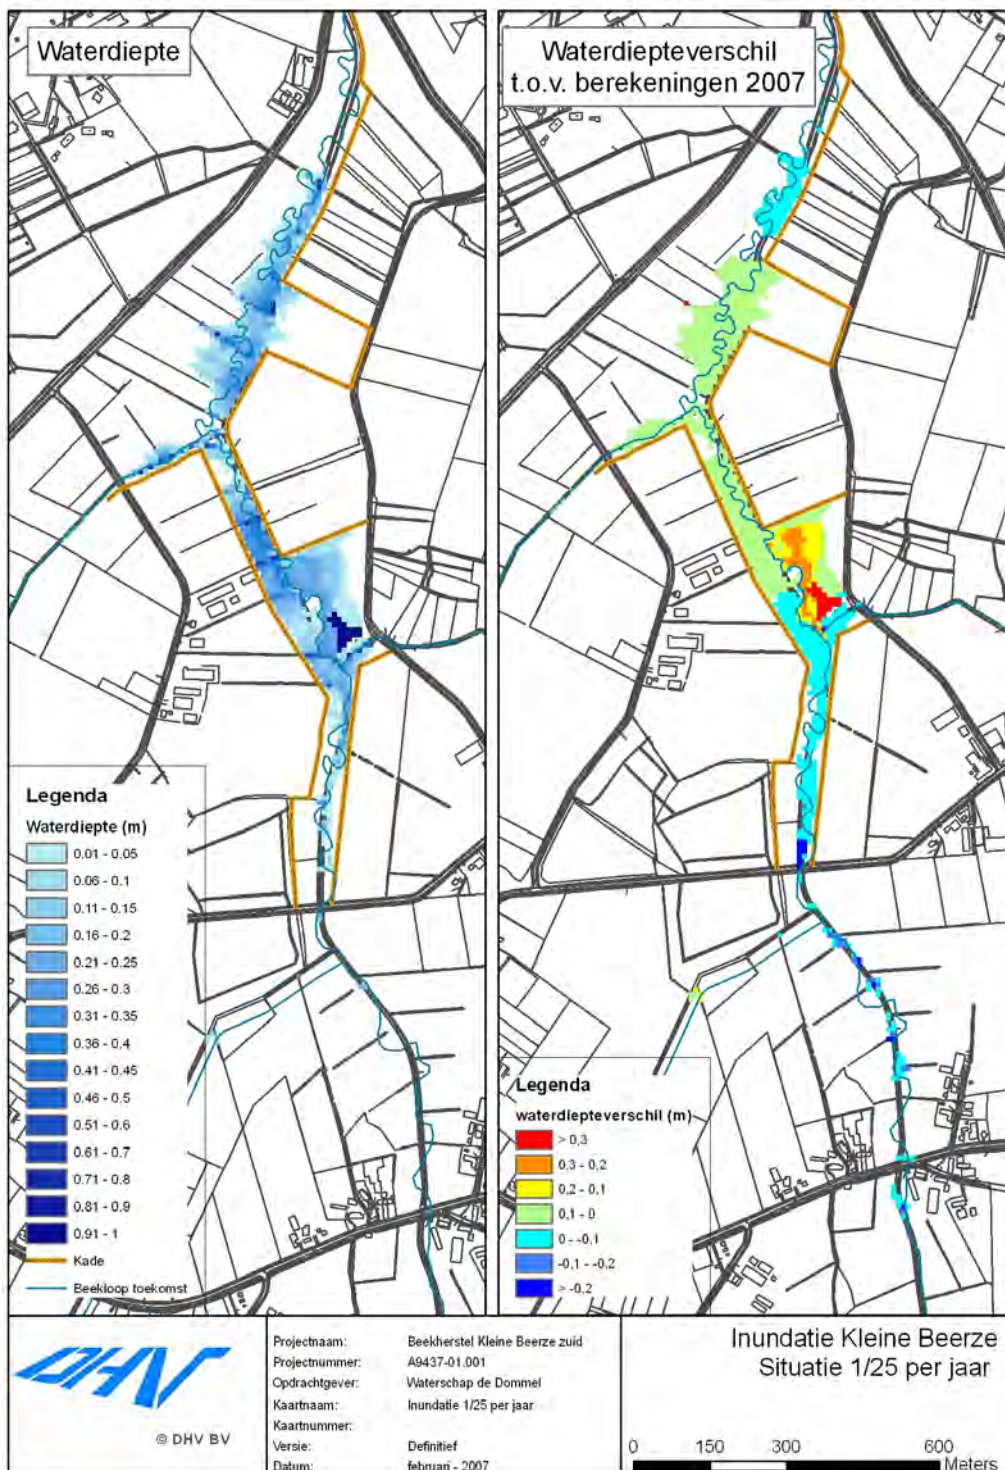 Waterdiepte
Waterdiepteverschil
t.o.v. berekeningen 2007
Legenda
Waterdiepte (m)
0.01 - 0.05
0.06 - 0.1
0.11 - 0.15
0.16 - 0.2
0.21 - 0.25
0.26 - 0.3
0.31 - 0.35
0.36 - 0.4
0.41 - 0.45
0.46 - 0.5
0.51 - 0.6
0.61 - 0.7
0.71 - 0.8
0.81 - 0.9
0.91 - 1
Kade
Beekloop toekomst
Legenda
waterdiepteverschil (m)
> 0,3
0.3 - 0.2
0.2 - 0.1
0.1 - 0
0 - -0.1
-0.1 - -0.2
> -0.2
DHV
© DHV BV
Projectnaam: Beekherstel Kleine Beerze zuid
Projectnummer: A9437-01.001
Opdrachtgever: Waterschap de Dommel
Kaartnaam: Inundatie 1/25 per jaar
Kaartnummer:
Versie: Definitief
Datum: februari - 2007
Inundatie Kleine Beerze
Situatie 1/25 per jaar
0 150 300 600
Meters